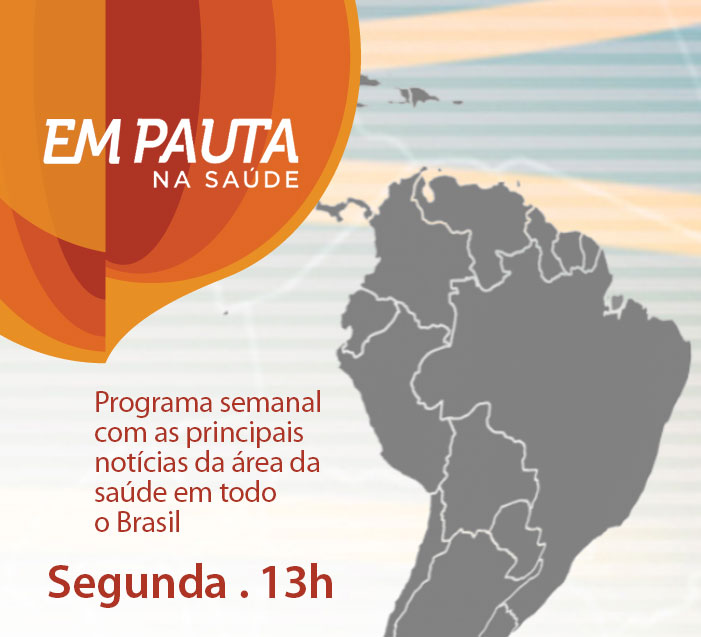 EM PAUTA
NA SAÚDE
Programa semanal
com as principais
notícias da área da
saúde em todo
o Brasil
Segunda . 13h